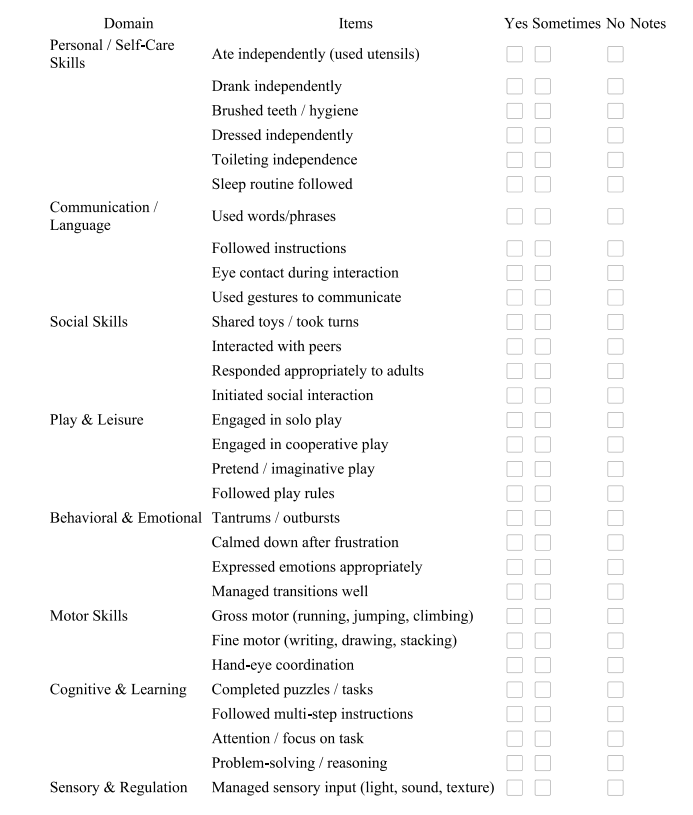 Domain Items Yes Sometimes No Notes
Personal / Self-Care
Skills
Ate independently (used utensils)
Drank independently
Brushed teeth / hygiene
Dressed independently
Toileting independence
Sleep routine followed
Communication /
Language
Used words/phrases
Followed instructions
Eye contact during interaction
Used gestures to communicate
Social Skills Shared toys / took turns
Interacted with peers
Responded appropriately to adults
Initiated social interaction
Play & Leisure Engaged in solo play
Engaged in cooperative play
Pretend / imaginative play
Followed play rules
Behavioral & Emotional Tantrums / outbursts
Calmed down after frustration
Expressed emotions appropriately
Managed transitions well
Motor Skills Gross motor (running, jumping, climbing)
Fine motor (writing, drawing, stacking)
Hand-eye coordination
Cognitive & Learning Completed puzzles / tasks
Followed multi-step instructions
Attention / focus on task
Problem-solving / reasoning
Sensory & Regulation Managed sensory input (light, sound, texture)